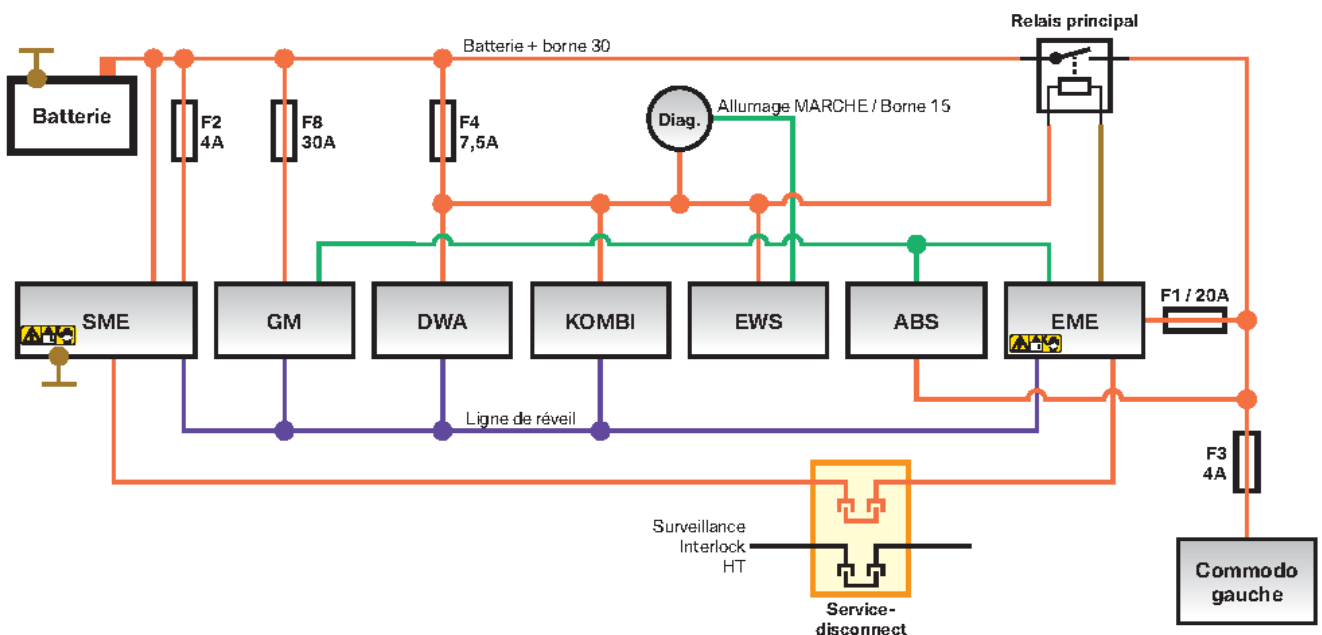 Relais principal
Batterie + borne 30
Batterie
F2
4A
F8
30A
F4
7,5A
Diag.
Allumage MARCHE / Borne 15
SME
GM
DWA
KOMBI
EWS
ABS
EME
F1 / 20A
Ligne de réveil
F3
4A
Surveillance
Interlock
HT
Service-
disconnect
Commodo
gauche